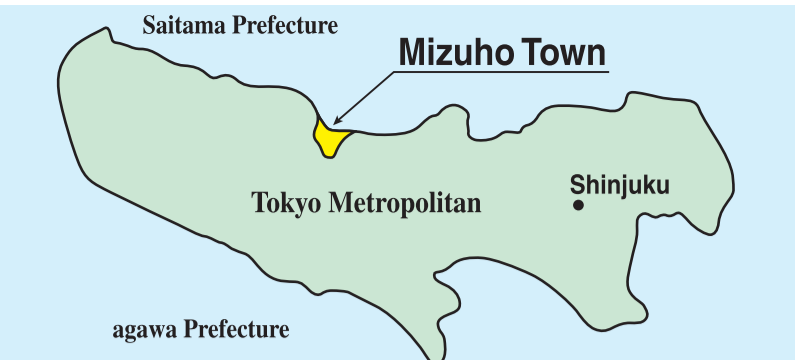 Saitama Prefecture
Mizuho Town
Shinjuku
Tokyo Metropolitan
agawa Prefecture